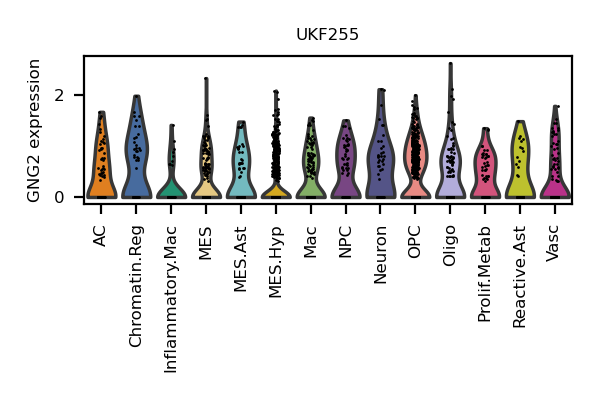 UKF255
GNG2 expression
2
0
AC
Chromatin.Reg
Inflammatory.Mac
MES
MES.Ast
MES.Hyp
Mac
NPC
Neuron
OPC
Oligo
Prolif.Metab
Reactive.Ast
Vasc